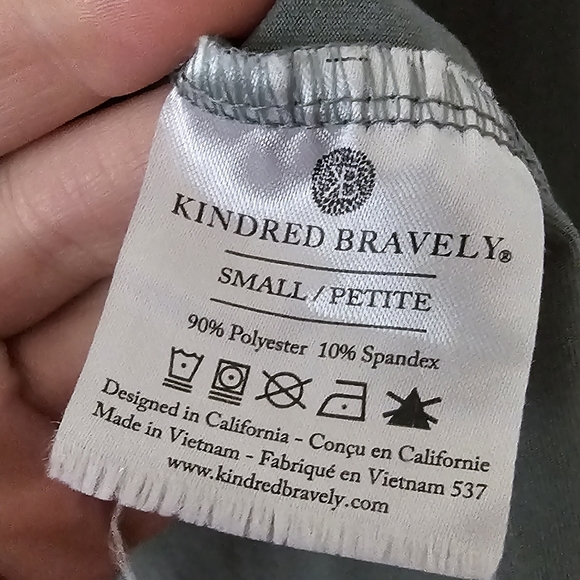 KB
KINDRED BRAVELY®
SMALL / PETITE
90% Polyester 10% Spandex
Designed in California - Conçu en Californie
Made in Vietnam - Fabriqué en Vietnam 537
www.kindredbravely.com